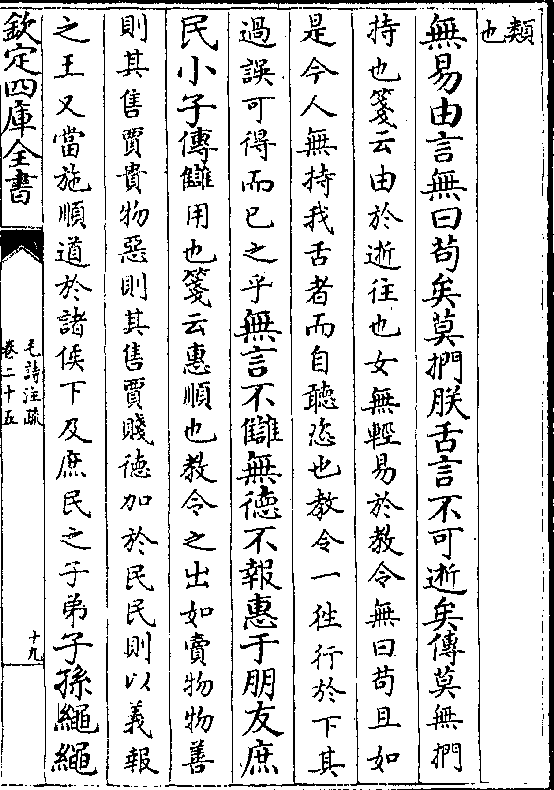 類
也
無易由言無曰苟矣莫捫朕舌言不可逝矣傳莫無捫
持也箋云由於逝往也女無輕易於教令無曰苟且如
是今人無持我舌者而自聽恣也教令一徃行於下其
過誤可得而已之乎無言不讎無德不報惠于朋友庶
民小子傳讎用也箋云惠順也教令之出如賣物物善
則其售賈貴物惡則其售賈賤德加於民民則以義報
之王又當施順道於諸侯下及庶民之子弟子孫繩繩
欽定四庫全書
毛詩注疏
卷二十五
十九